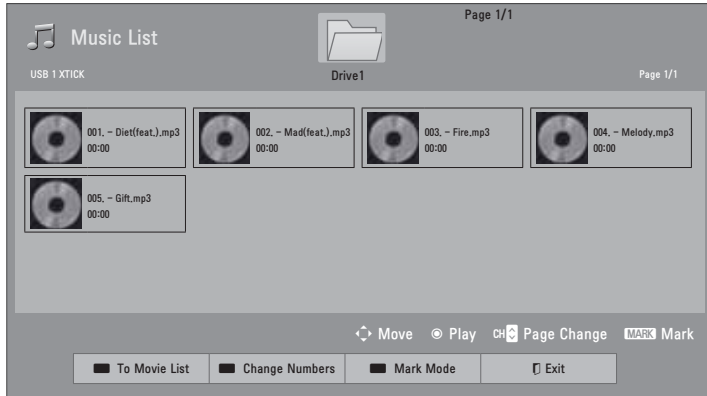 Page 1/1
Music List
Drive1
USB 1 XTICK
Page 1/1
001. - Diet(feat.).mp3
00:00
002. - Mad(feat.).mp3
00:00
003. - Fire.mp3
00:00
004. - Melody.mp3
00:00
005. - Gift.mp3
00:00
Move Play CH Page Change MARK Mark
To Movie List Change Numbers Mark Mode Exit